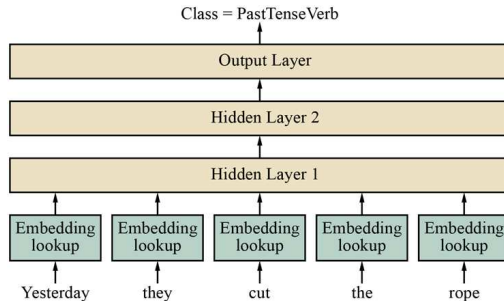 Class = PastTenseVerb
Output Layer
Hidden Layer 2
Hidden Layer 1
Embedding lookup Embedding lookup Embedding lookup Embedding lookup Embedding lookup
Yesterday they cut the rope